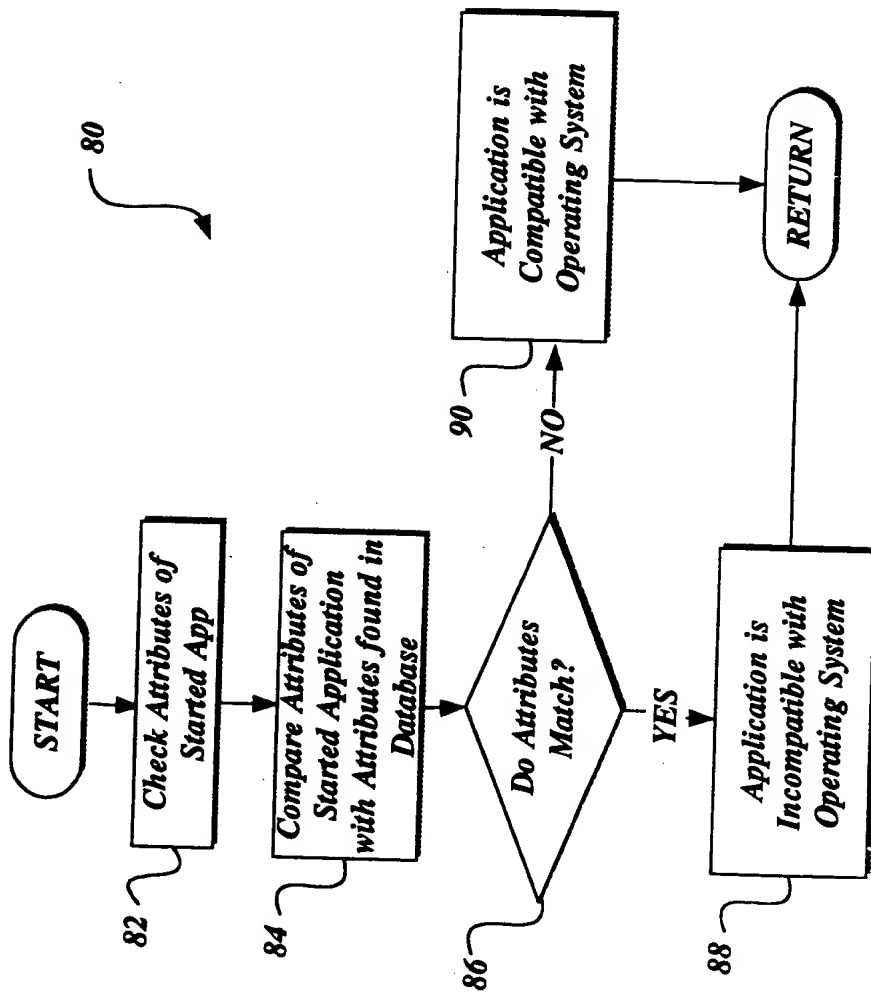 80
START
82
Check Attributes of
Started App
84
Compare Attributes of
Started Application
with Attributes found in
Database
86
Do Attributes
Match?
NO
90
Application is
Compatible with
Operating System
YES
88
Application is
Incompatible with
Operating System
RETURN